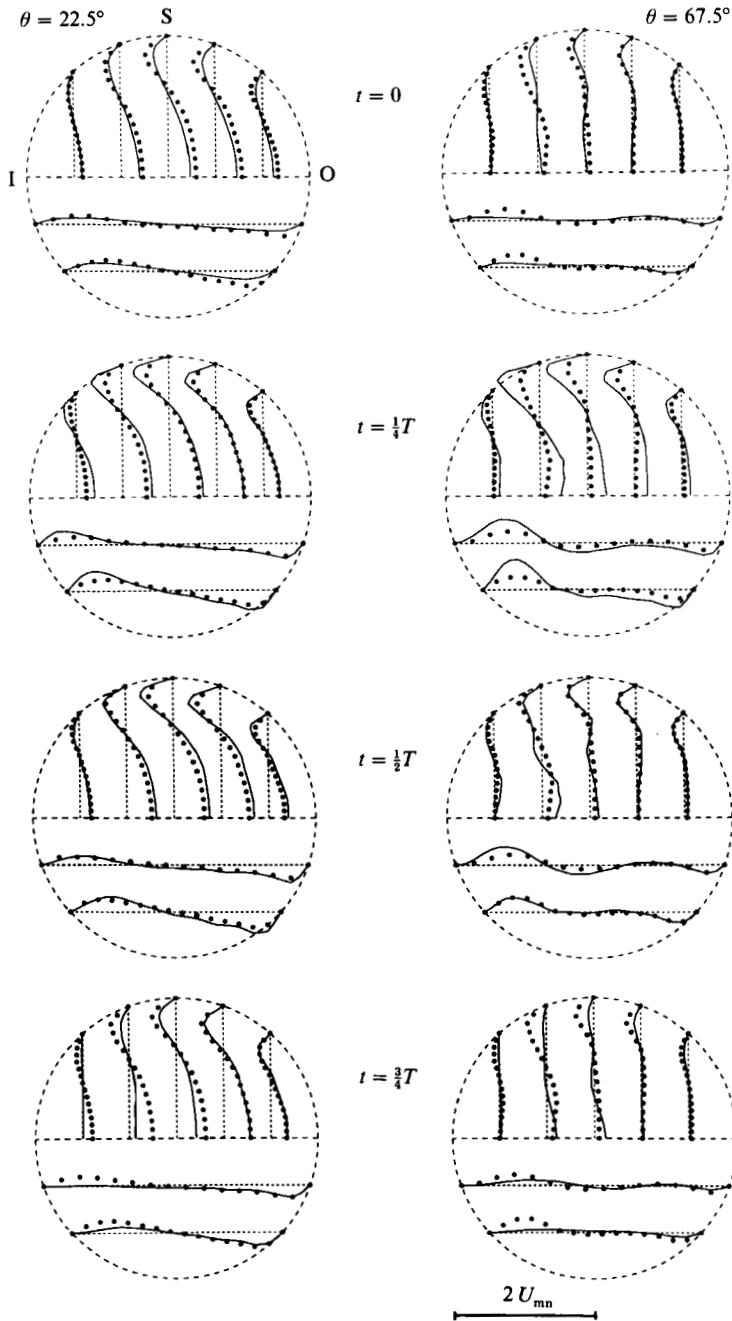 θ = 22.5° S θ = 67.5°
t = 0
I O
t = ¼T
t = ½T
t = ¾T
2 U_mn